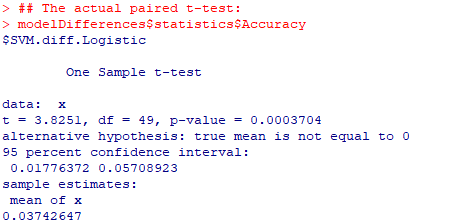 > ## The actual paired t-test:
> modelDifferences$statistics$Accuracy
$SVM.diff.Logistic
One Sample t-test
data:  x
t = 3.8251, df = 49, p-value = 0.0003704
alternative hypothesis: true mean is not equal to 0
95 percent confidence interval:
 0.01776372 0.05708923
sample estimates:
 mean of x
0.03742647